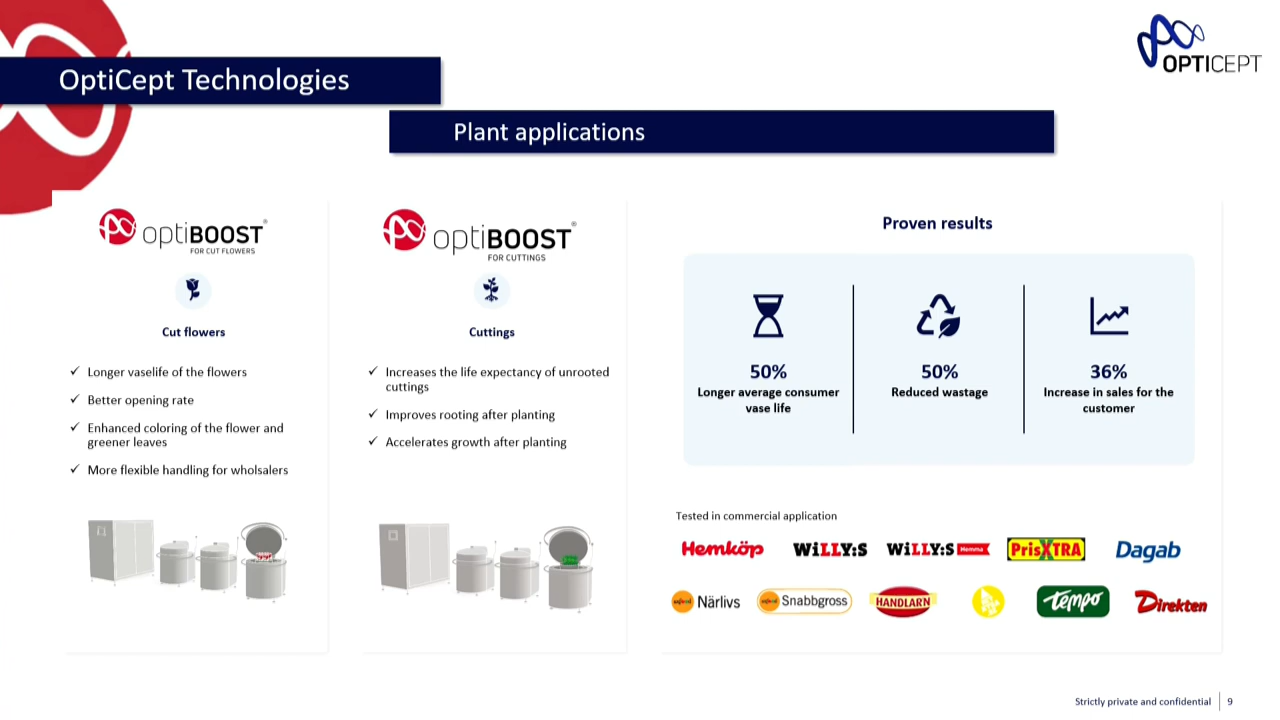 OPTICEPT
OptiCept Technologies
Plant applications
optiBOOST®
FOR CUT FLOWERS
Cut flowers
✓ Longer vaselife of the flowers
✓ Better opening rate
✓ Enhanced coloring of the flower and
greener leaves
✓ More flexible handling for wholsalers
optiBOOST®
FOR CUTTINGS
Cuttings
✓ Increases the life expectancy of unrooted
cuttings
✓ Improves rooting after planting
✓ Accelerates growth after planting
Proven results
50%
Longer average consumer
vase life
50%
Reduced wastage
36%
Increase in sales for the
customer
Tested in commercial application
Hemköp WiLLY:S WiLLY:S Hemma PrisXTRA Dagab
Närlivs Snabbgross HANDLARN tempo Direkten
Strictly private and confidential 9